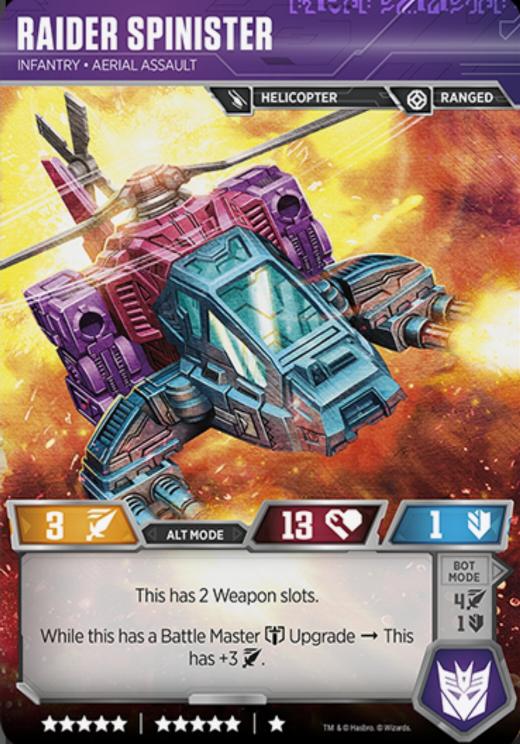 RAIDER SPINISTER
INFANTRY • AERIAL ASSAULT
HELICOPTER
RANGED
3
ALT MODE
13
1
This has 2 Weapon slots.
While this has a Battle Master Upgrade → This
has +3 .
BOT
MODE
4
1
★★★★★ | ★★★★★ | ★
TM & © Hasbro. © Wizards.